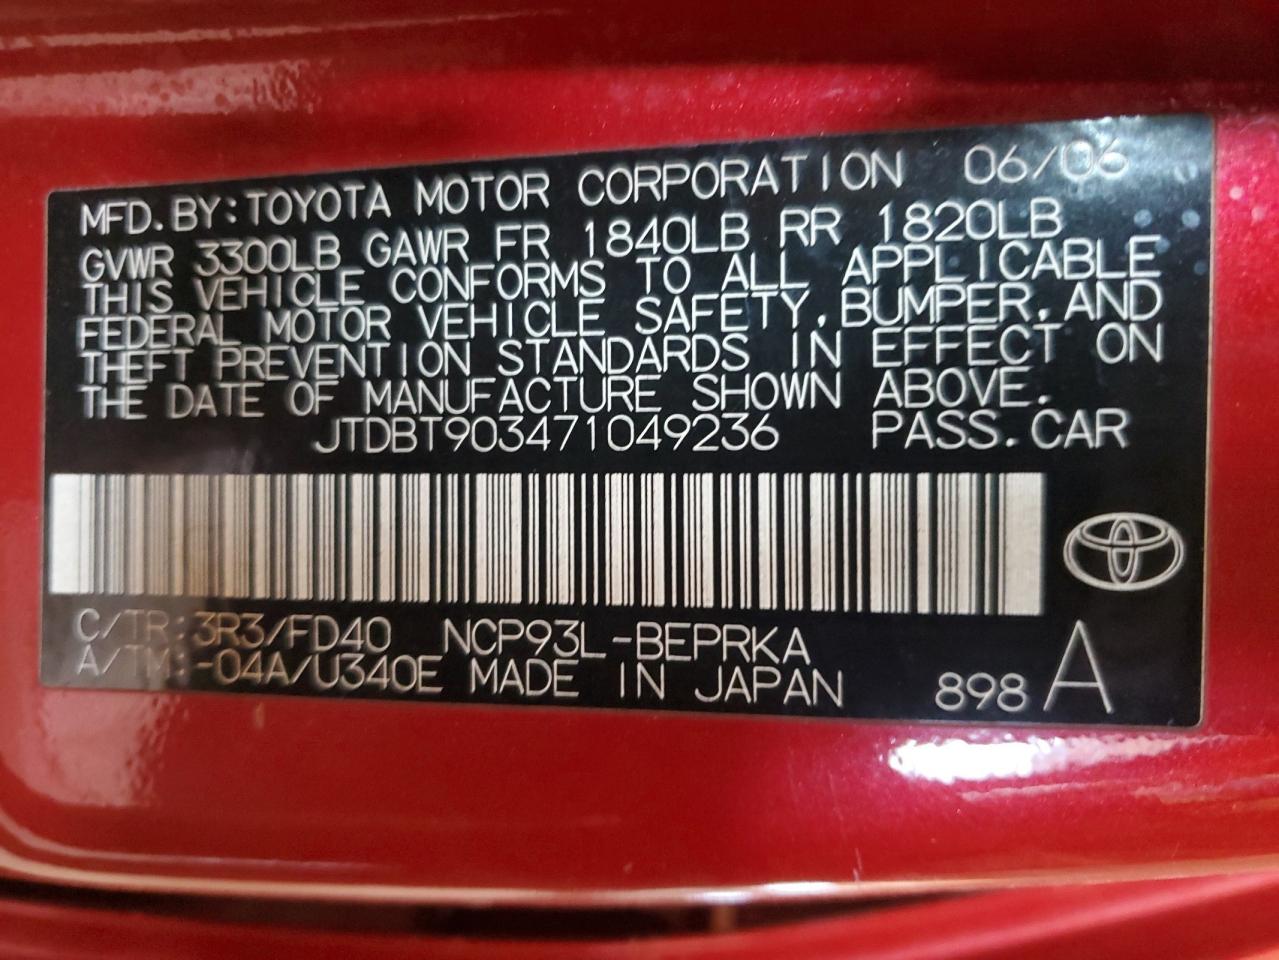 MFD. BY: TOYOTA MOTOR CORPORATION 06/06
GVWR 3300LB GAWR FR 1840LB RR 1820LB
THIS VEHICLE CONFORMS TO ALL APPLICABLE
FEDERAL MOTOR VEHICLE SAFETY, BUMPER, AND
THEFT PREVENTION STANDARDS IN EFFECT ON
THE DATE OF MANUFACTURE SHOWN ABOVE.
JTDBT903471049236 PASS. CAR
C/TR: 3R3/FD40 NCP93L-BEPRKA
A/TM: -04A/U340E MADE IN JAPAN 898 A